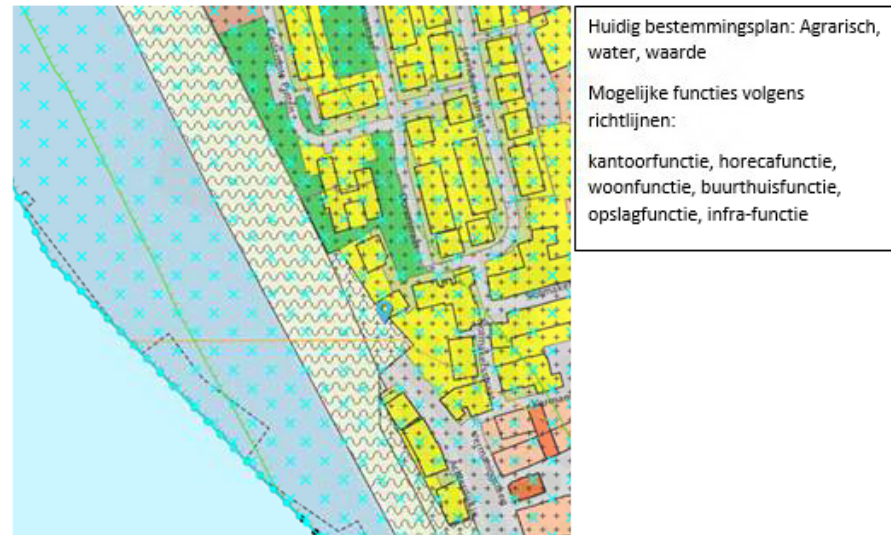 Huidig bestemmingsplan: Agrarisch,
water, waarde
Mogelijke functies volgens
richtlijnen:
kantoorfunctie, horecafunctie,
woonfunctie, buurthuisfunctie,
opslagfunctie, infra-functie